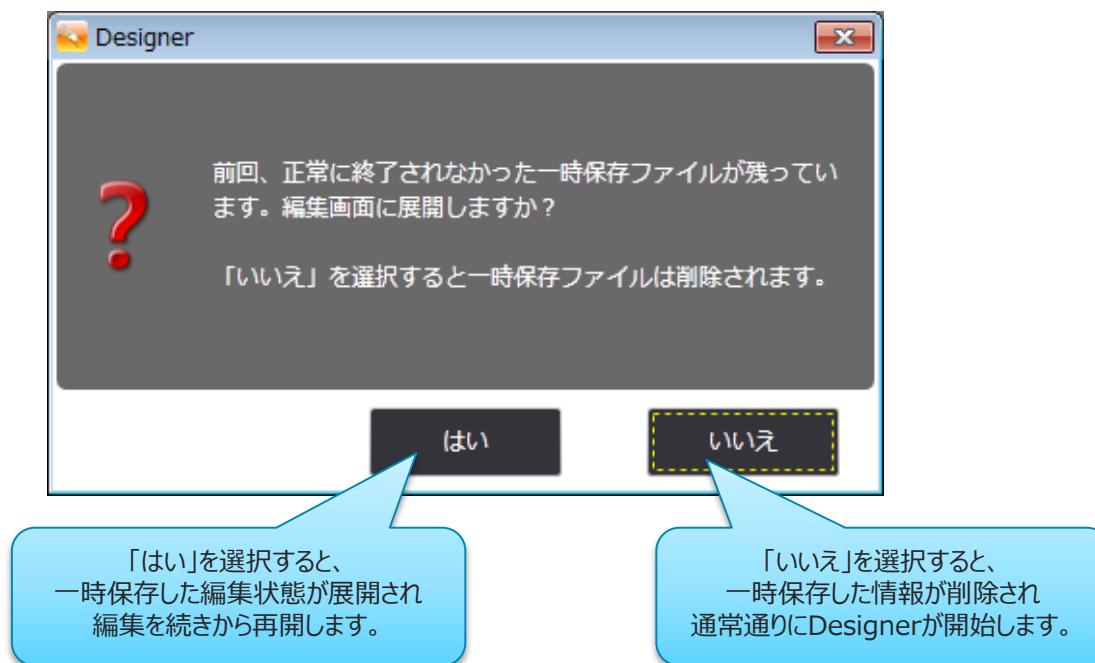 Designer
前回、正常に終了されなかった一時保存ファイルが残ってい
ます。編集画面に展開しますか？
「いいえ」を選択すると一時保存ファイルは削除されます。
はい
いいえ
「はい」を選択すると、
一時保存した編集状態が展開され
編集を続きから再開します。
「いいえ」を選択すると、
一時保存した情報が削除され
通常通りにDesignerが開始します。